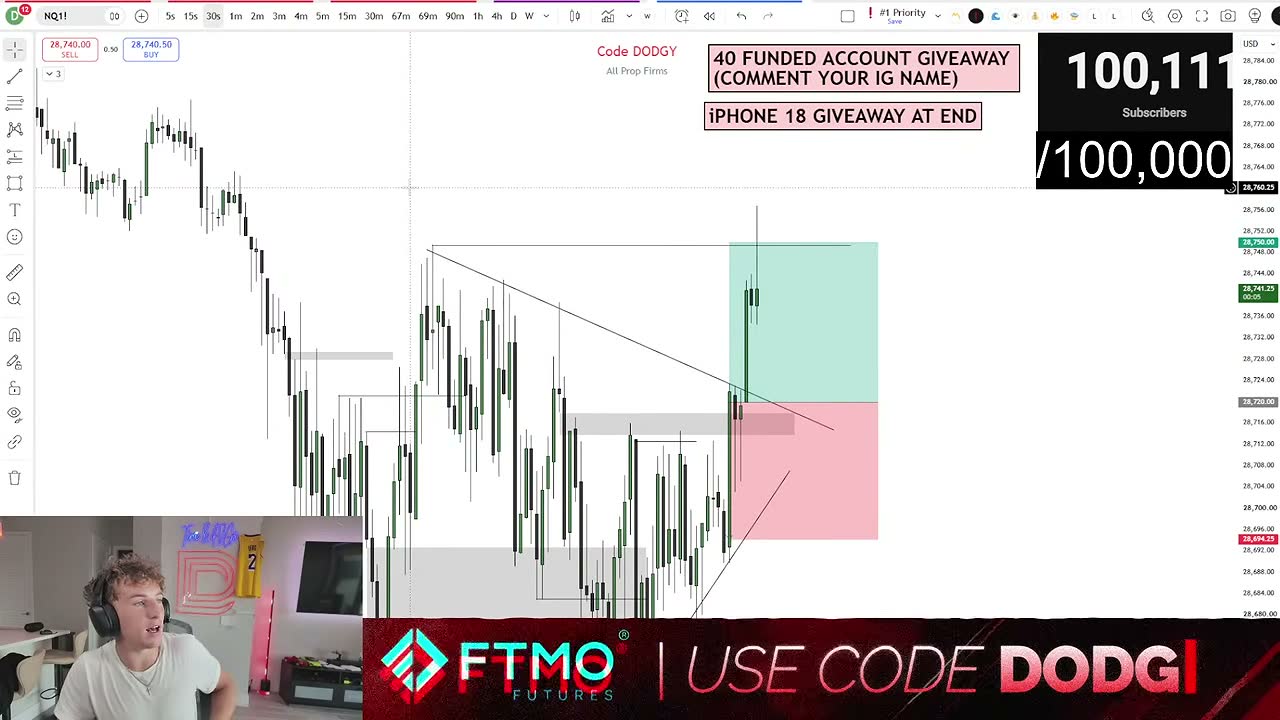 D 12
NQ1!
5s 15s 30s 1m 2m 3m 4m 5m 15m 30m 67m 69m 90m 1h 4h D W
W
#1 Priority
Save
L L
28,740.00
SELL
0.50
28,740.50
BUY
3
Code DODGY
All Prop Firms
40 FUNDED ACCOUNT GIVEAWAY
(COMMENT YOUR IG NAME)
iPHONE 18 GIVEAWAY AT END
100,111
Subscribers
/100,000
USD
28,784.00
28,780.00
28,776.00
28,772.00
28,768.00
28,764.00
28,760.25
28,756.00
28,752.00
28,750.00
28,748.00
28,744.00
28,741.25
00:05
28,736.00
28,732.00
28,728.00
28,724.00
28,720.00
28,716.00
28,712.00
28,708.00
28,704.00
28,700.00
28,696.00
28,694.25
28,692.00
28,688.00
28,684.00
28,680.00
D
2
FTMO®
FUTURES
USE CODE DODG